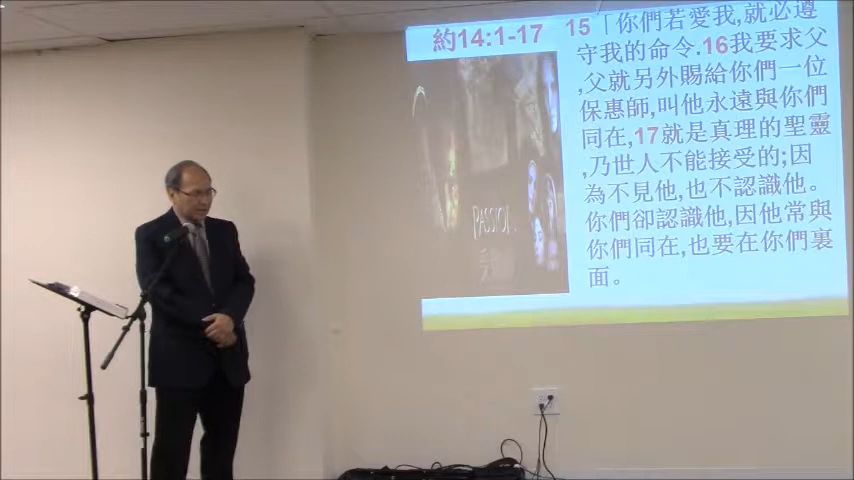 約14:1-17
15「你們若愛我,就必遵
守我的命令.16我要求父
,父就另外賜給你們一位
保惠師,叫他永遠與你們
同在,17就是真理的聖靈
,乃世人不能接受的;因
為不見他,也不認識他。
你們卻認識他,因他常與
你們同在,也要在你們裏
面。
PASSION